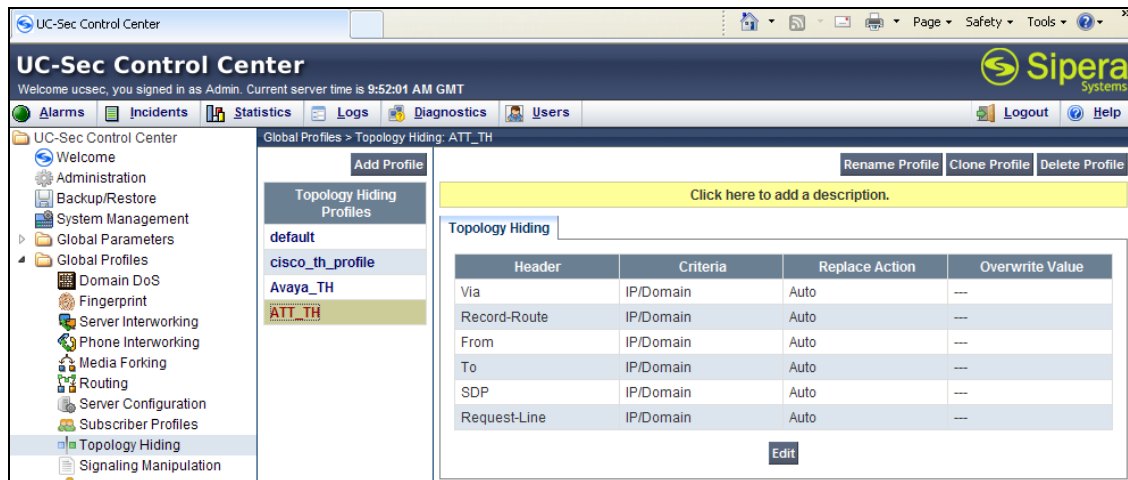 UC-Sec Control Center
Page Safety Tools
UC-Sec Control Center
Welcome ucsec, you signed in as Admin. Current server time is 9:52:01 AM GMT
Sipera
Systems
Alarms Incidents Statistics Logs Diagnostics Users Logout Help
UC-Sec Control Center
Welcome
Administration
Backup/Restore
System Management
Global Parameters
Global Profiles
Domain DoS
Fingerprint
Server Interworking
Phone Interworking
Media Forking
Routing
Server Configuration
Subscriber Profiles
Topology Hiding
Signaling Manipulation
Global Profiles > Topology Hiding: ATT_TH
Add Profile
Topology Hiding
Profiles
default
cisco_th_profile
Avaya_TH
ATT_TH
Rename Profile Clone Profile Delete Profile
Click here to add a description.
Topology Hiding
Header Criteria Replace Action Overwrite Value
Via IP/Domain Auto ---
Record-Route IP/Domain Auto ---
From IP/Domain Auto ---
To IP/Domain Auto ---
SDP IP/Domain Auto ---
Request-Line IP/Domain Auto ---
Edit